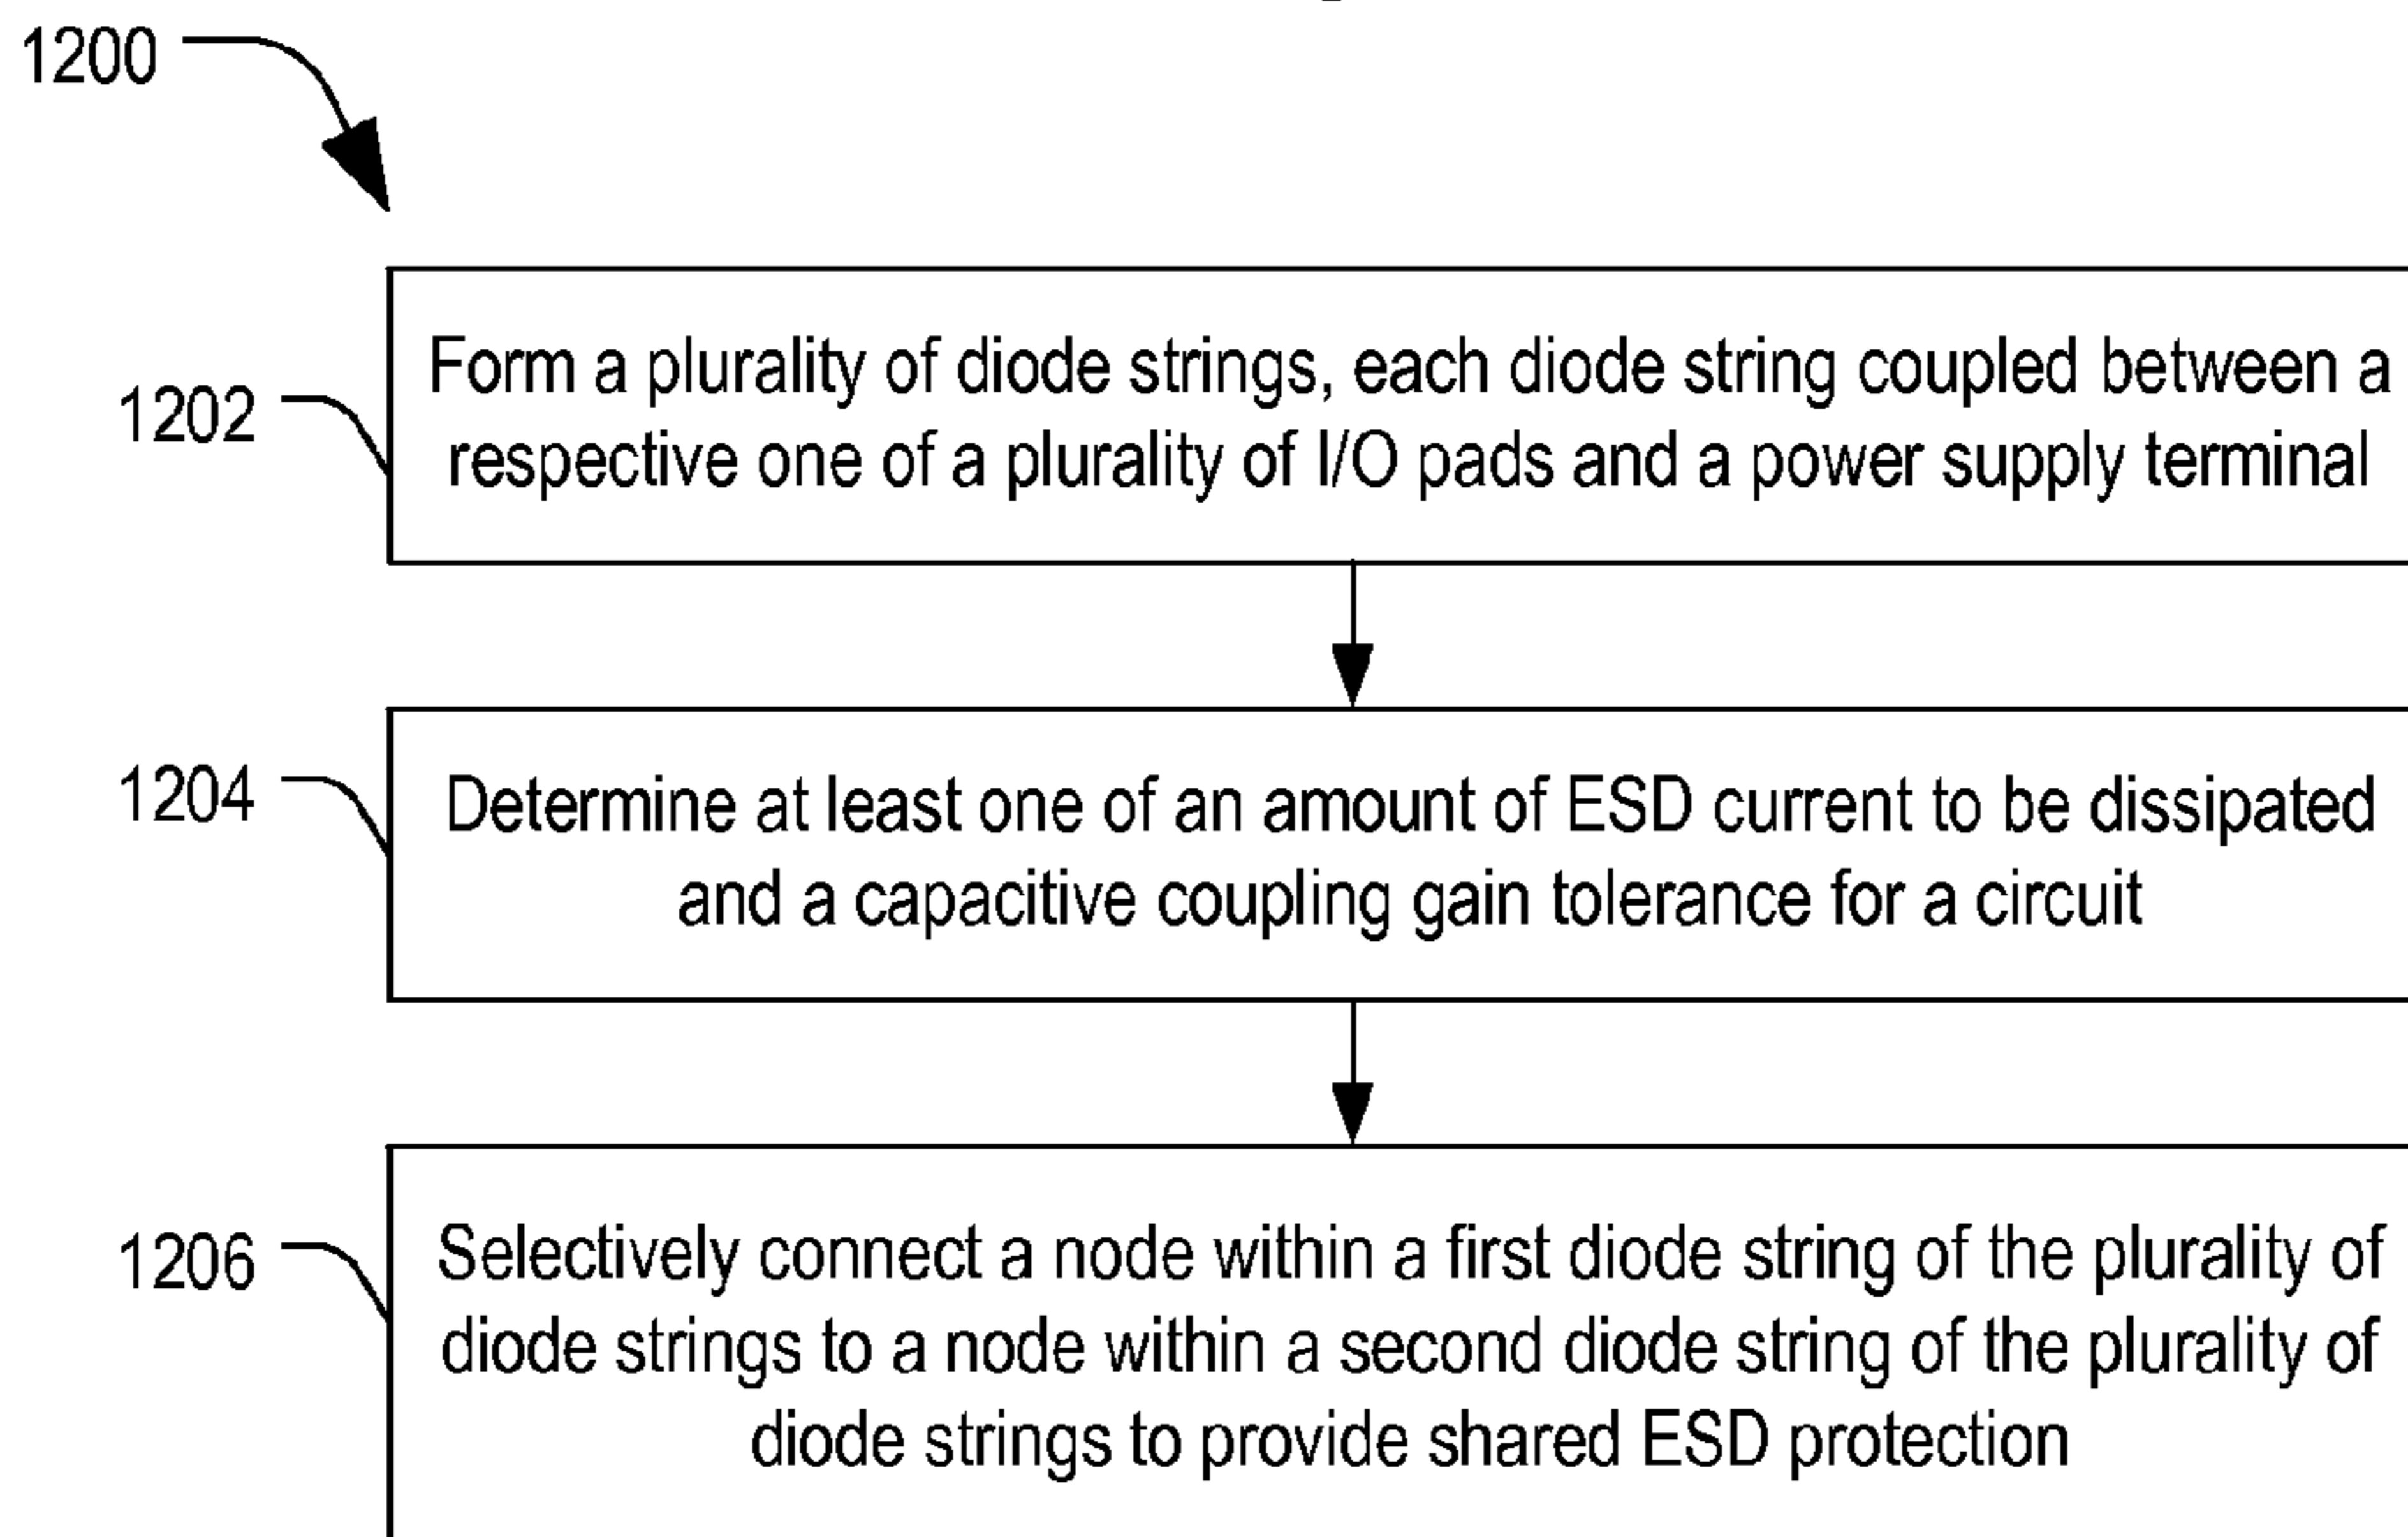 1200
1202
Form a plurality of diode strings, each diode string coupled between a
respective one of a plurality of I/O pads and a power supply terminal
1204
Determine at least one of an amount of ESD current to be dissipated
and a capacitive coupling gain tolerance for a circuit
1206
Selectively connect a node within a first diode string of the plurality of
diode strings to a node within a second diode string of the plurality of
diode strings to provide shared ESD protection